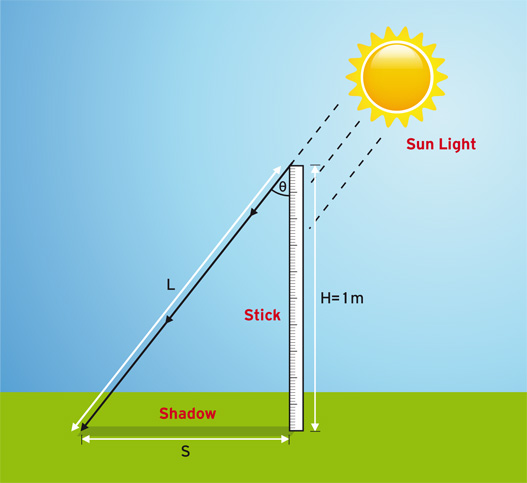 Sun Light
θ
L
H=1m
Stick
Shadow
S